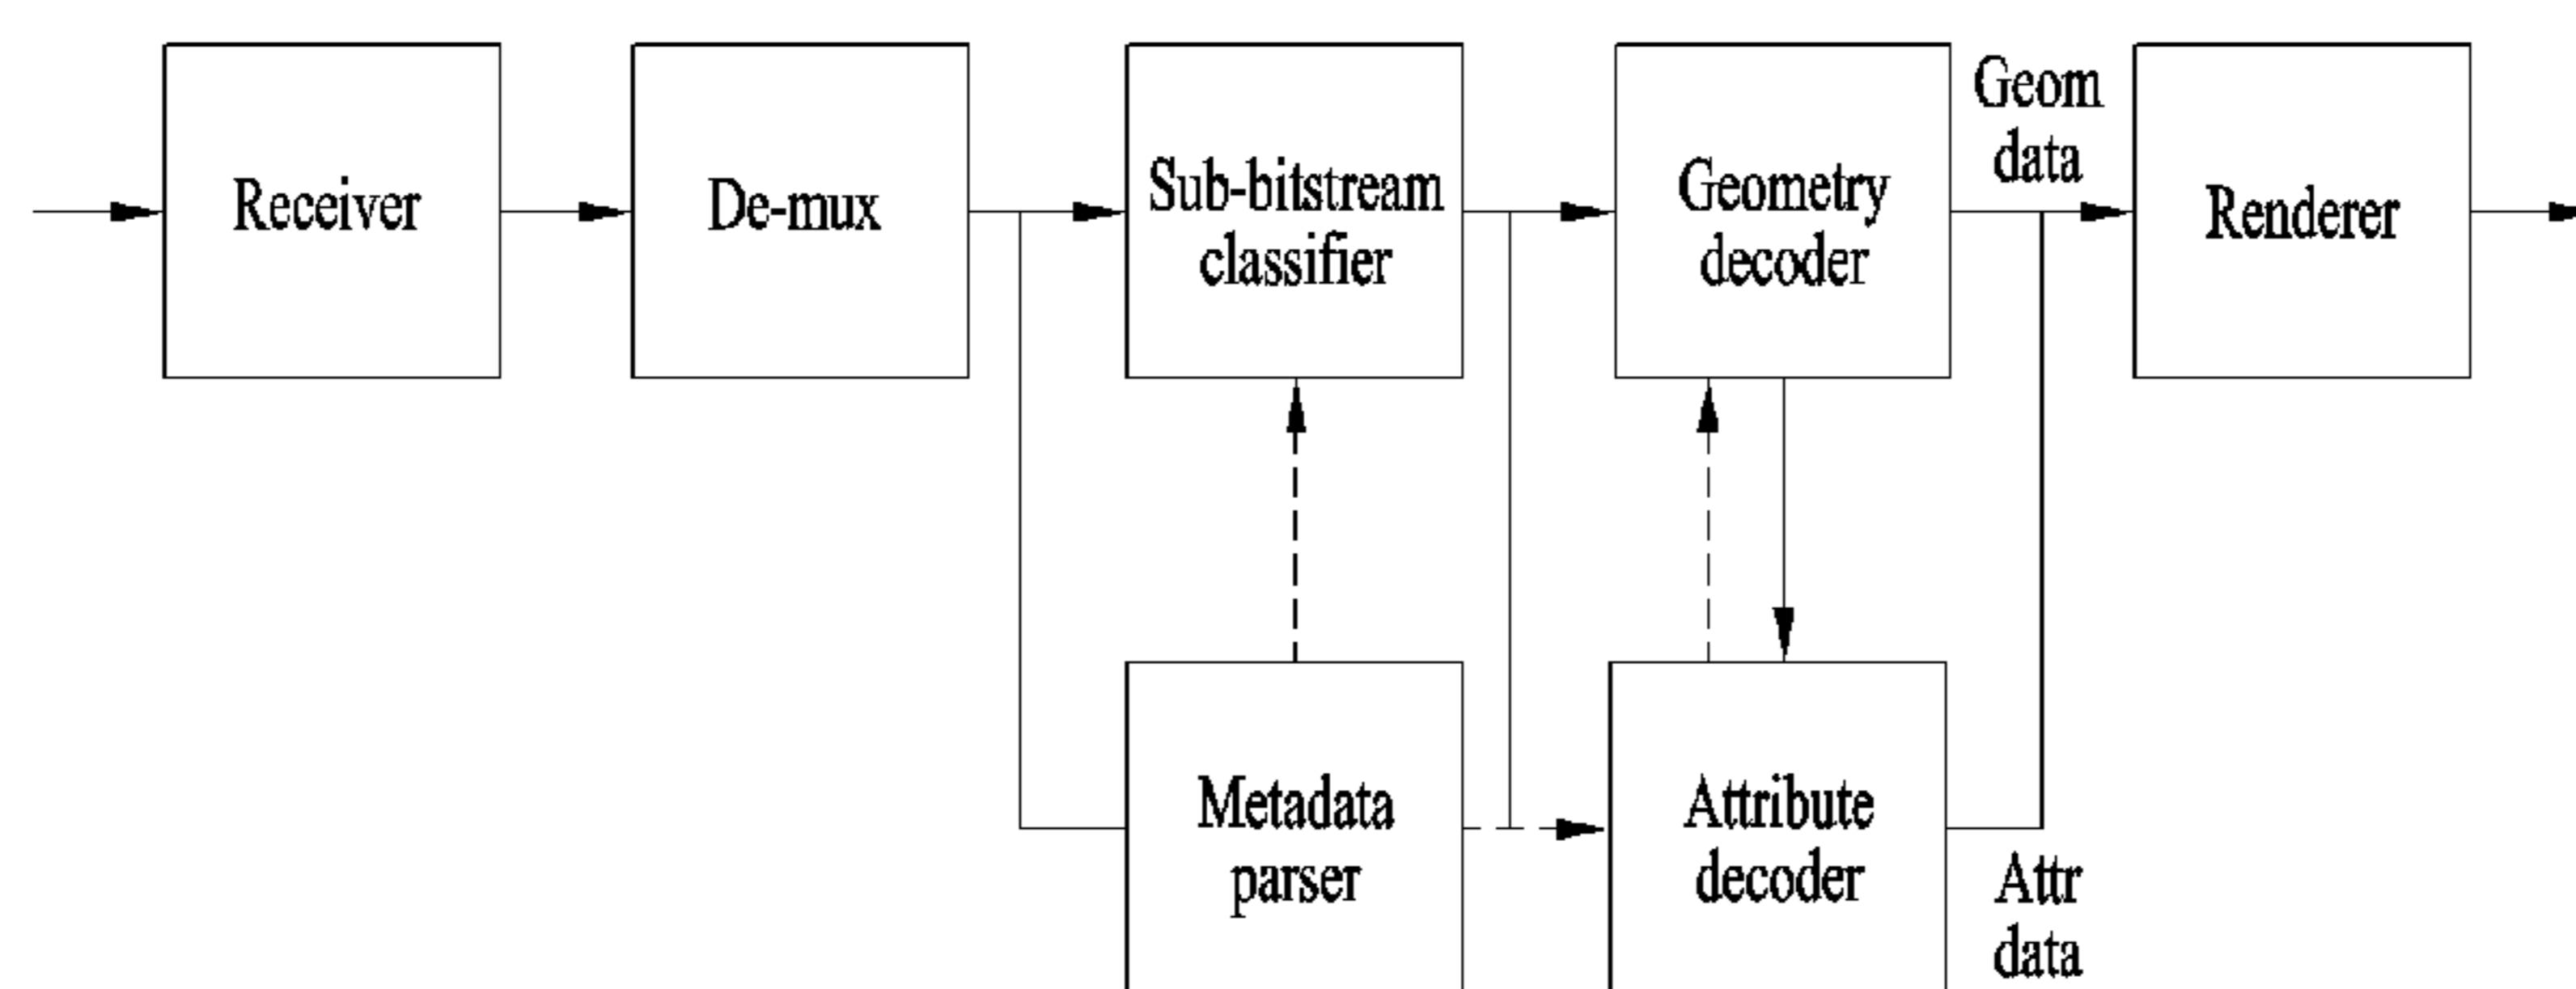 Receiver
De-mux
Sub-bitstream
classifier
Geometry
decoder
Geom
data
Renderer
Metadata
parser
Attribute
decoder
Attr
data